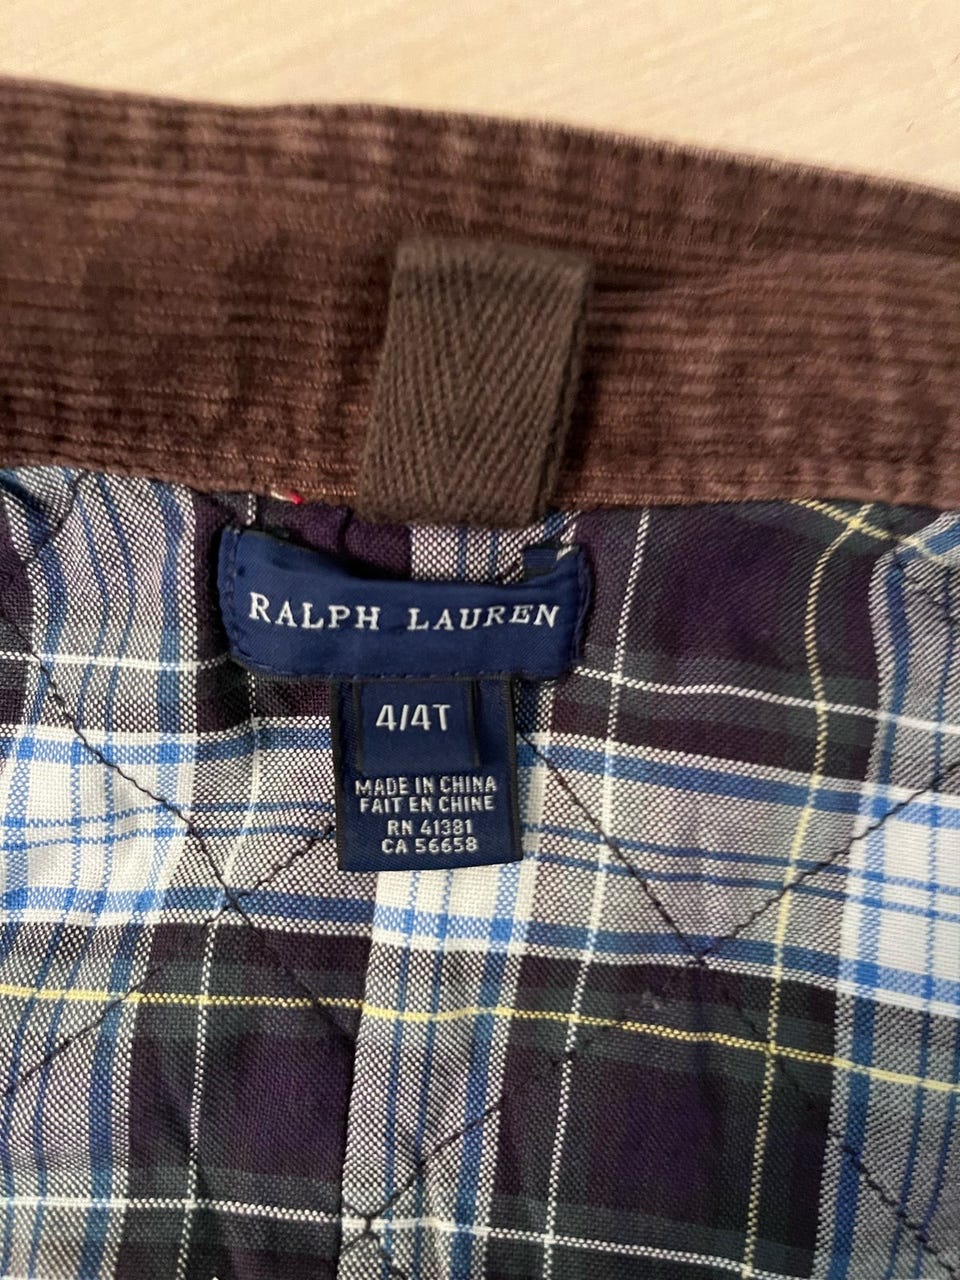 RALPH LAUREN
4/4T
MADE IN CHINA
FAIT EN CHINE
RN 41381
CA 56658